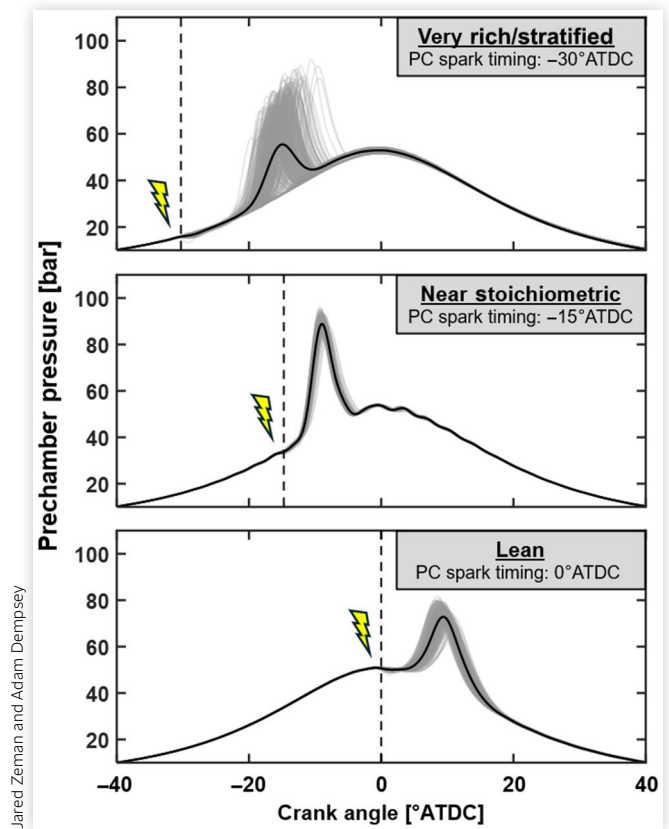 Very rich/stratified
PC spark timing: –30°ATDC
100
80
60
40
20
Near stoichiometric
PC spark timing: –15°ATDC
100
80
60
40
20
Prechamber pressure [bar]
Lean
PC spark timing: 0°ATDC
100
80
60
40
20
–40
–20
0
20
40
Crank angle [°ATDC]
Jared Zeman and Adam Dempsey